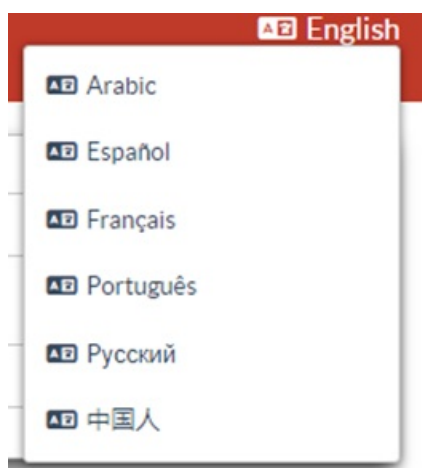 English
Arabic
Español
Français
Português
Русский
中国人